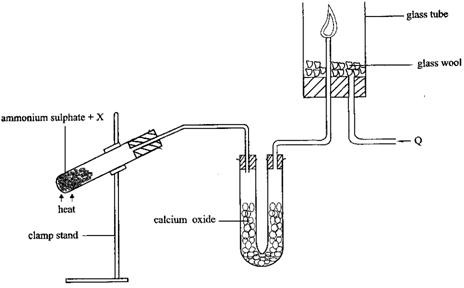 glass tube
glass wool
ammonium sulphate + X
Q
heat
calcium oxide
clamp stand